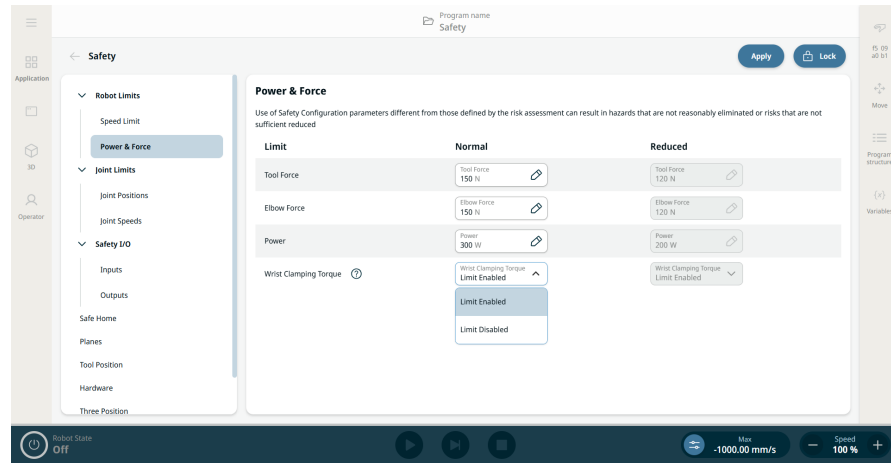 Program name
Safety
Safety
Apply
Lock
f5 09
a0 b1
Application
Move
3D
Program
structure
Operator
{x}
Variables
Robot Limits
Speed Limit
Power & Force
Joint Limits
Joint Positions
Joint Speeds
Safety I/O
Inputs
Outputs
Safe Home
Planes
Tool Position
Hardware
Three Position
Power & Force
Use of Safety Configuration parameters different from those defined by the risk assessment can result in hazards that are not reasonably eliminated or risks that are not
sufficient reduced
Limit Normal Reduced
Tool Force
Tool Force
150 N
Tool Force
120 N
Elbow Force
Elbow Force
150 N
Elbow Force
120 N
Power
Power
300 W
Power
200 W
Wrist Clamping Torque ?
Wrist Clamping Torque
Limit Enabled
Wrist Clamping Torque
Limit Enabled
Limit Enabled
Limit Disabled
Robot State
Off
Max
-1000.00 mm/s
Speed
100 %